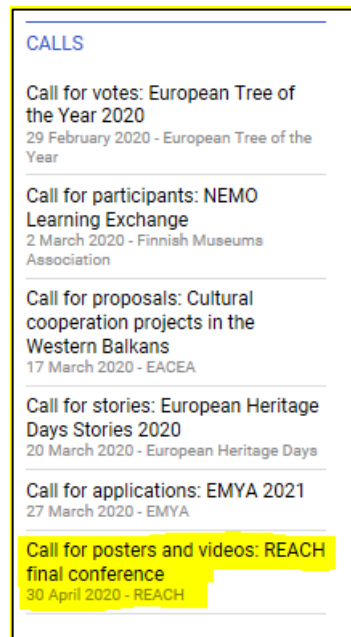 CALLS
Call for votes: European Tree of
the Year 2020
29 February 2020 - European Tree of the
Year
Call for participants: NEMO
Learning Exchange
2 March 2020 - Finnish Museums
Association
Call for proposals: Cultural
cooperation projects in the
Western Balkans
17 March 2020 - EACEA
Call for stories: European Heritage
Days Stories 2020
20 March 2020 - European Heritage Days
Call for applications: EMYA 2021
27 March 2020 - EMYA
Call for posters and videos: REACH
final conference
30 April 2020 - REACH